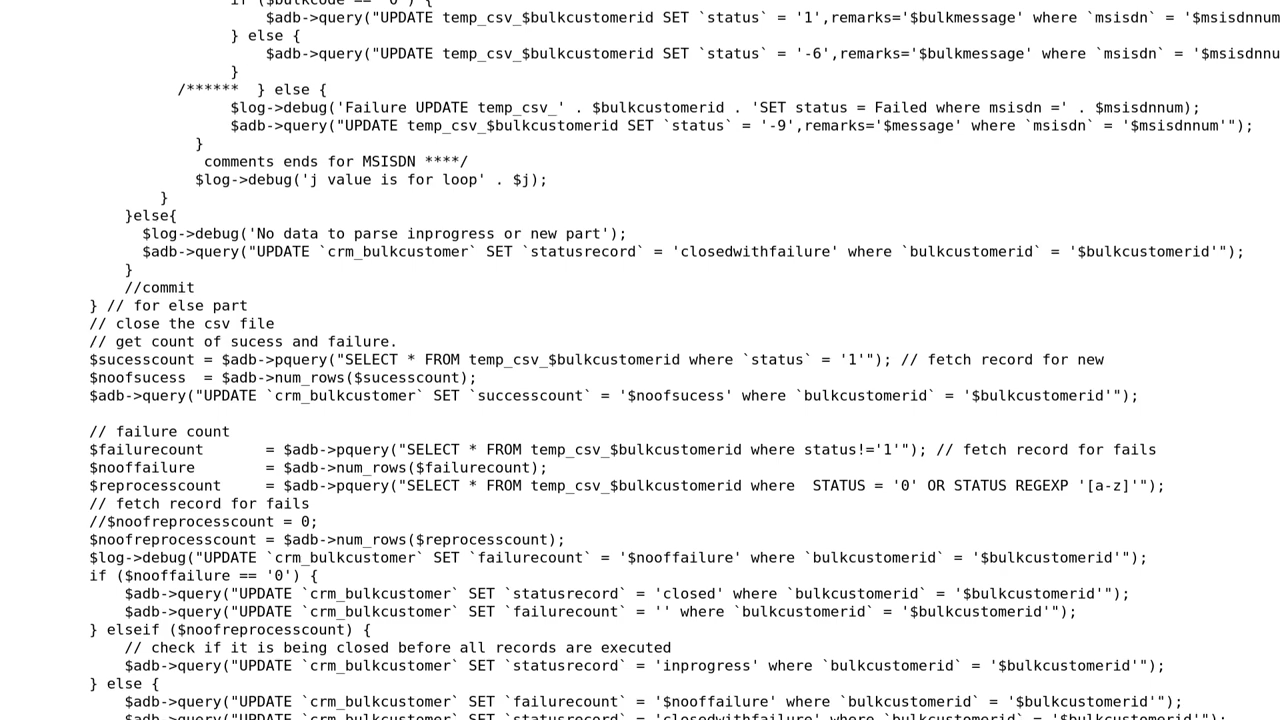 if ($bulkcode == '0') {
$adb->query("UPDATE temp_csv_$bulkcustomerid SET `status` = '1',remarks='$bulkmessage' where `msisdn` = '$msisdnnum
} else {
$adb->query("UPDATE temp_csv_$bulkcustomerid SET `status` = '-6',remarks='$bulkmessage' where `msisdn` = '$msisdnnu
}
/****** } else {
$log->debug('Failure UPDATE temp_csv_' . $bulkcustomerid . 'SET status = Failed where msisdn =' . $msisdnnum);
$adb->query("UPDATE temp_csv_$bulkcustomerid SET `status` = '-9',remarks='$message' where `msisdn` = '$msisdnnum'");
}
comments ends for MSISDN ****/
$log->debug('j value is for loop' . $j);
}
}else{
$log->debug('No data to parse inprogress or new part');
$adb->query("UPDATE `crm_bulkcustomer` SET `statusrecord` = 'closedwithfailure' where `bulkcustomerid` = '$bulkcustomerid'");
}
//commit
} // for else part
// close the csv file
// get count of sucess and failure.
$sucesscount = $adb->pquery("SELECT * FROM temp_csv_$bulkcustomerid where `status` = '1'"); // fetch record for new
$noofsucess  = $adb->num_rows($sucesscount);
$adb->query("UPDATE `crm_bulkcustomer` SET `successcount` = '$noofsucess' where `bulkcustomerid` = '$bulkcustomerid'");
// failure count
$failurecount       = $adb->pquery("SELECT * FROM temp_csv_$bulkcustomerid where status!='1'"); // fetch record for fails
$nooffailure        = $adb->num_rows($failurecount);
$reprocesscount     = $adb->pquery("SELECT * FROM temp_csv_$bulkcustomerid where  STATUS = '0' OR STATUS REGEXP '[a-z]'");
// fetch record for fails
//$noofreprocesscount = 0;
$noofreprocesscount = $adb->num_rows($reprocesscount);
$log->debug("UPDATE `crm_bulkcustomer` SET `failurecount` = '$nooffailure' where `bulkcustomerid` = '$bulkcustomerid'");
if ($nooffailure == '0') {
$adb->query("UPDATE `crm_bulkcustomer` SET `statusrecord` = 'closed' where `bulkcustomerid` = '$bulkcustomerid'");
$adb->query("UPDATE `crm_bulkcustomer` SET `failurecount` = '' where `bulkcustomerid` = '$bulkcustomerid'");
} elseif ($noofreprocesscount) {
// check if it is being closed before all records are executed
$adb->query("UPDATE `crm_bulkcustomer` SET `statusrecord` = 'inprogress' where `bulkcustomerid` = '$bulkcustomerid'");
} else {
$adb->query("UPDATE `crm_bulkcustomer` SET `failurecount` = '$nooffailure' where `bulkcustomerid` = '$bulkcustomerid'");
$adb->query("UPDATE `crm_bulkcustomer` SET `statusrecord` = 'closedwithfailure' where `bulkcustomerid` = '$bulkcustomerid'");